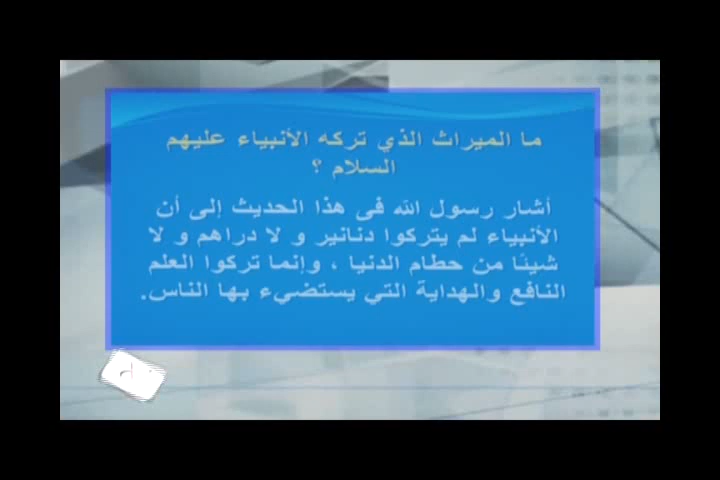 ما الميراث الذي تركه الأنبياء عليهم
السلام ؟
أشار رسول الله فى هذا الحديث إلى أن
الأنبياء لم يتركوا دنانير و لا دراهم و لا
شيئا من حطام الدنيا ، وإنما تركوا العلم
النافع والهداية التي يستضيء بها الناس.